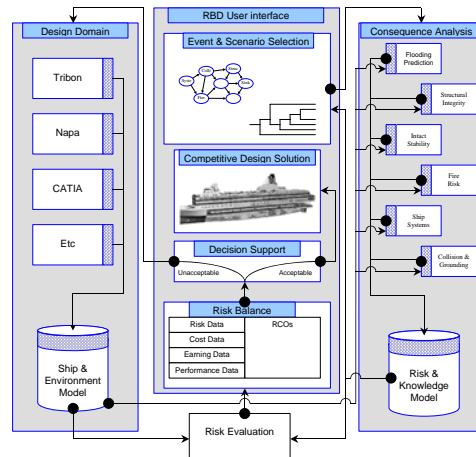 Design Domain
Tribon
Napa
CATIA
Etc
Ship &
Environment
Model
RBD User interface
Event & Scenario Selection
Colli
Fire
Competitive Design Solution
Decision Support
Unacceptable
Acceptable
Risk Balance
Risk Data
Cost Data
Earning Data
Performance Data
RCOs
Risk Evaluation
Consequence Analysis
Flooding
Prediction
Structural
Integrity
Intact
Stability
Fire
Risk
Ship
Systems
Collision &
Grounding
Risk &
Knowledge
Model